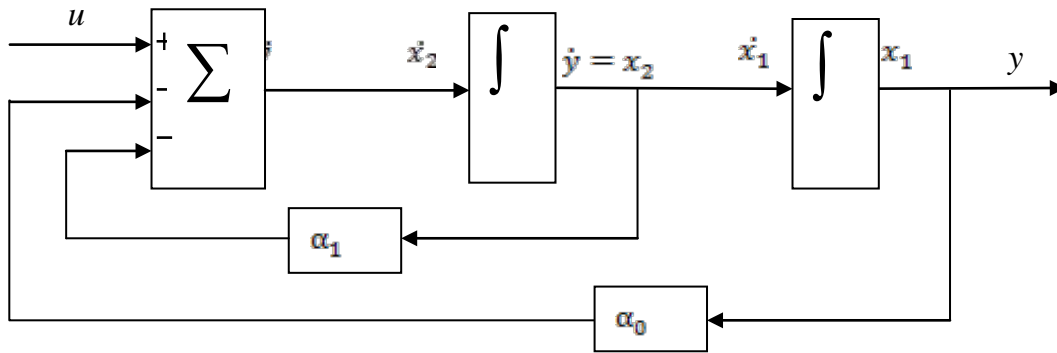 u
+
-
−
∑
ẋ₂
∫
ẏ = x₂
ẋ₁
∫
x₁
y
α₁
α₀